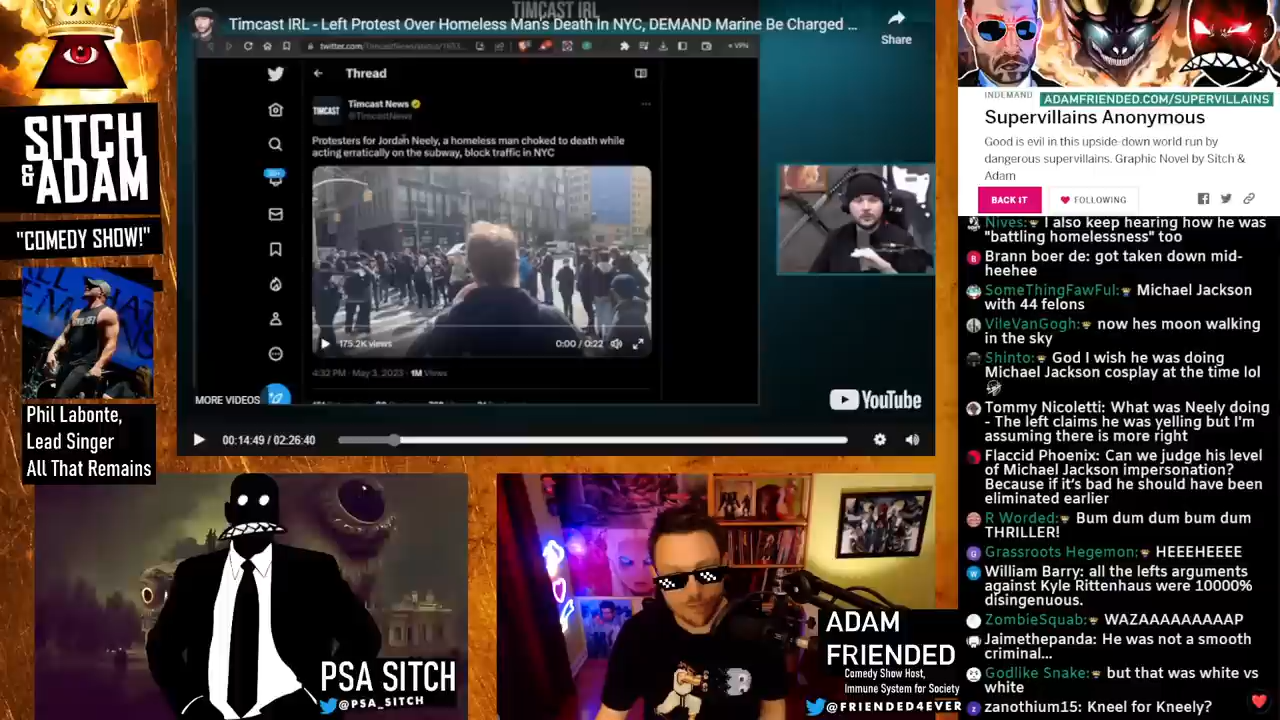 SITCH
& ADAM
"COMEDY SHOW!"
Phil Labonte,
Lead Singer
All That Remains
TIMCAST IRL
Timcast IRL - Left Protest Over Homeless Man's Death In NYC, DEMAND Marine Be Charged ...
Share
+ VPN
Thread
TIMCAST
Timcast News
@TimcastNews
Protesters for Jordan Neely, a homeless man choked to death while
acting erratically on the subway, block traffic in NYC
175.2K views
0:00 / 0:22
4:32 PM · May 3, 2023 · 1M Views
MORE VIDEOS
YouTube
00:14:49 / 02:26:40
PSA SITCH
@PSA_SITCH
ADAM
FRIENDED
Comedy Show Host,
Immune System for Society
@FRIENDED4EVER
INDEMAND
ADAMFRIENDED.COM/SUPERVILLAINS
Supervillains Anonymous
Good is evil in this upside-down world run by
dangerous supervillains. Graphic Novel by Sitch &
Adam
BACK IT
FOLLOWING
Nives: I also keep hearing how he was
"battling homelessness" too
Brann boer de: got taken down mid-
heehee
SomeThingFawFul: Michael Jackson
with 44 felons
VileVanGogh: now hes moon walking
in the sky
Shinto: God I wish he was doing
Michael Jackson cosplay at the time lol
Tommy Nicoletti: What was Neely doing
- The left claims he was yelling but I'm
assuming there is more right
Flaccid Phoenix: Can we judge his level
of Michael Jackson impersonation?
Because if it's bad he should have been
eliminated earlier
R Worded: Bum dum dum bum dum
THRILLER!
Grassroots Hegemon: HEEEHEEEE
William Barry: all the lefts arguments
against Kyle Rittenhaus were 10000%
disingenuous.
ZombieSquab: WAZAAAAAAAAP
Jaimethepanda: He was not a smooth
criminal...
Godlike Snake: but that was white vs
white
zanothium15: Kneel for Kneely?